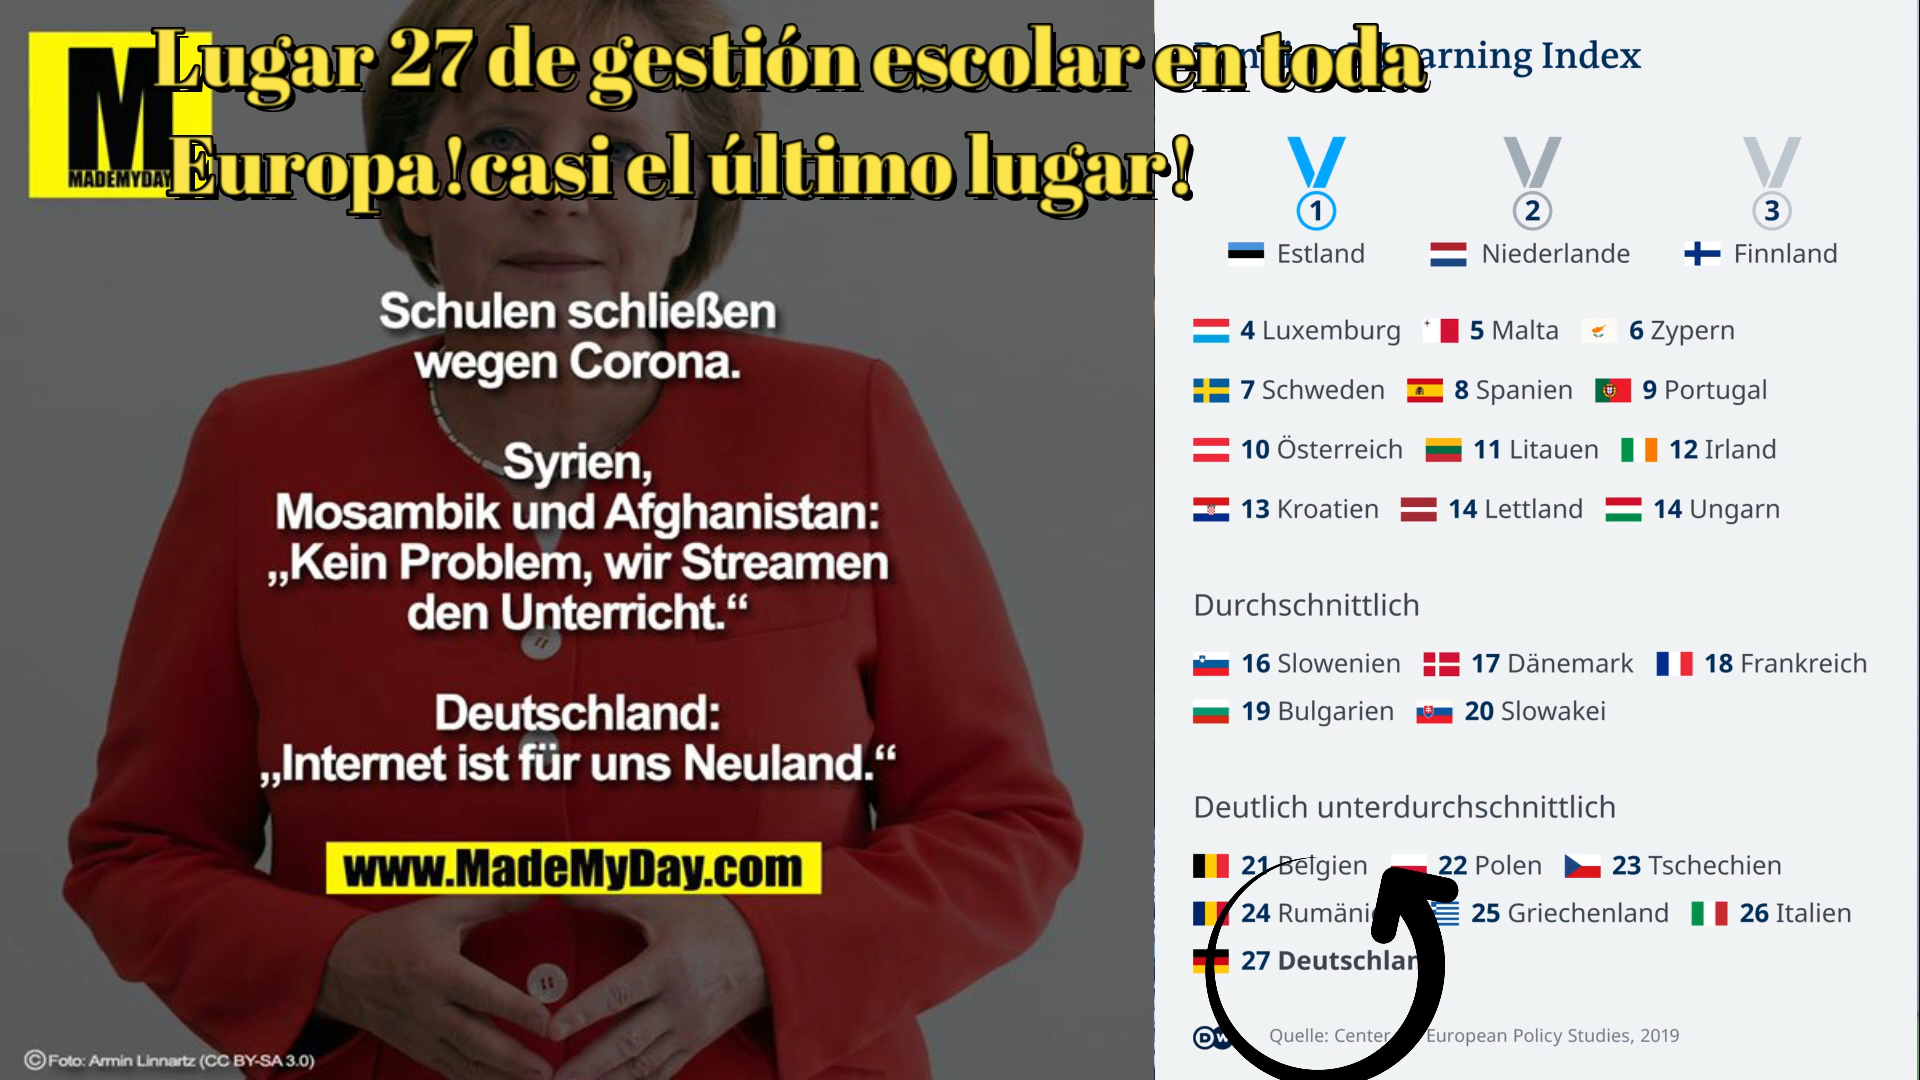 Lugar 27 de gestión escolar en toda
Europa!casi el último lugar!
M
MADEMYDAY
Schulen schließen
wegen Corona.
Syrien,
Mosambik und Afghanistan:
„Kein Problem, wir Streamen
den Unterricht.“
Deutschland:
„Internet ist für uns Neuland.“
www.MadeMyDay.com
©Foto: Armin Linnartz (CC BY-SA 3.0)
Index
1 2 3
Estland Niederlande Finnland
4 Luxemburg 5 Malta 6 Zypern
7 Schweden 8 Spanien 9 Portugal
10 Österreich 11 Litauen 12 Irland
13 Kroatien 14 Lettland 14 Ungarn
Durchschnittlich
16 Slowenien 17 Dänemark 18 Frankreich
19 Bulgarien 20 Slowakei
Deutlich unterdurchschnittlich
21 Belgien 22 Polen 23 Tschechien
24 Rumäni 25 Griechenland 26 Italien
27 Deutschlan
DW Quelle: Center European Policy Studies, 2019